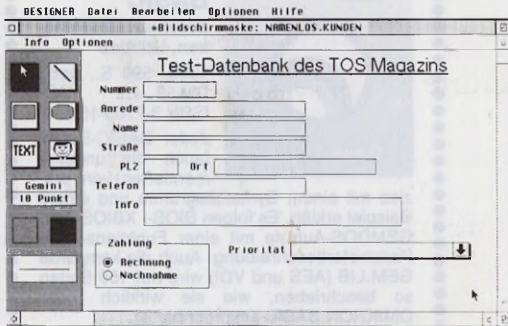 DESIGNER Datei Bearbeiten Optionen Hilfe
*Bildschirmmaske: NAMENLOS.KUNDEN
Info Optionen
Test-Datenbank des TOS Magazins
Nummer
Anrede
Name
Straße
PLZ Ort
Telefon
Info
TEXT
Gemini
18 Punkt
Zahlung
Rechnung
Nachnahme
Priorität